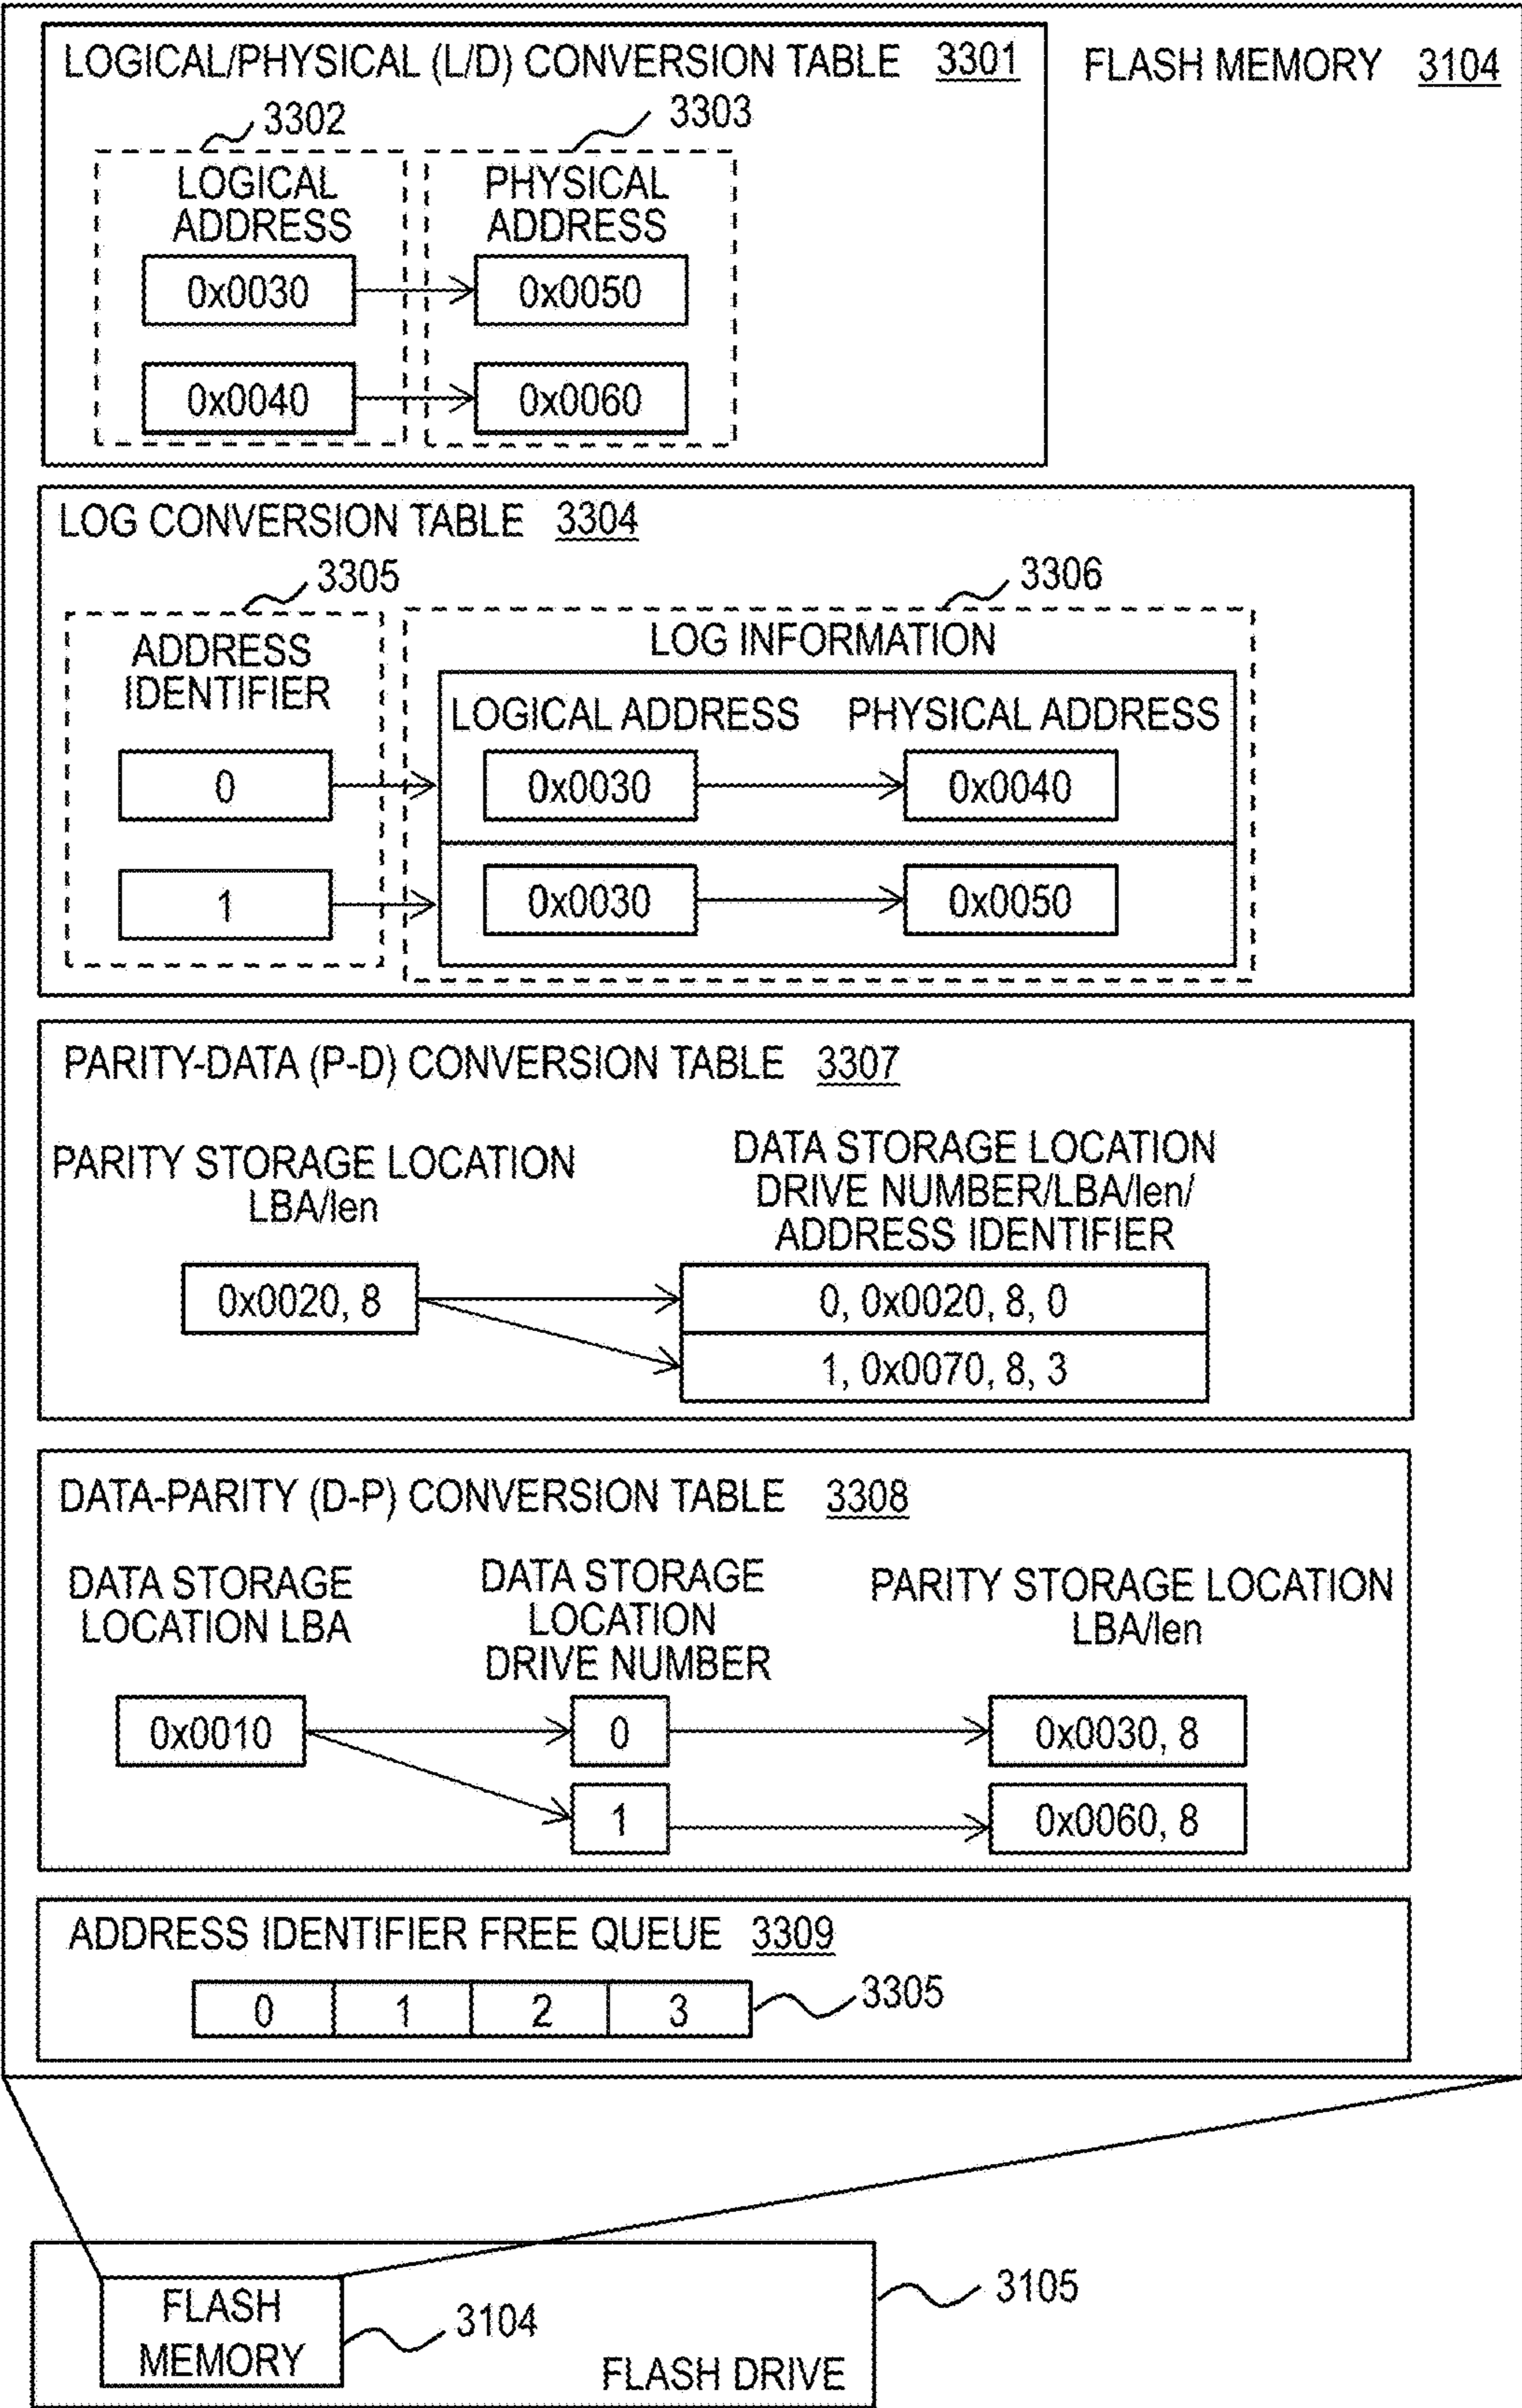 LOGICAL/PHYSICAL (L/D) CONVERSION TABLE 3301
FLASH MEMORY 3104
3302
3303
LOGICAL
ADDRESS
PHYSICAL
ADDRESS
0x0030
0x0050
0x0040
0x0060
LOG CONVERSION TABLE 3304
3305
3306
ADDRESS
IDENTIFIER
LOG INFORMATION
LOGICAL ADDRESS
PHYSICAL ADDRESS
0
0x0030
0x0040
1
0x0030
0x0050
PARITY-DATA (P-D) CONVERSION TABLE 3307
PARITY STORAGE LOCATION
LBA/len
DATA STORAGE LOCATION
DRIVE NUMBER/LBA/len/
ADDRESS IDENTIFIER
0x0020, 8
0, 0x0020, 8, 0
1, 0x0070, 8, 3
DATA-PARITY (D-P) CONVERSION TABLE 3308
DATA STORAGE
LOCATION LBA
DATA STORAGE
LOCATION
DRIVE NUMBER
PARITY STORAGE LOCATION
LBA/len
0x0010
0
0x0030, 8
1
0x0060, 8
ADDRESS IDENTIFIER FREE QUEUE 3309
0 1 2 3
3305
FLASH
MEMORY
3104
3105
FLASH DRIVE